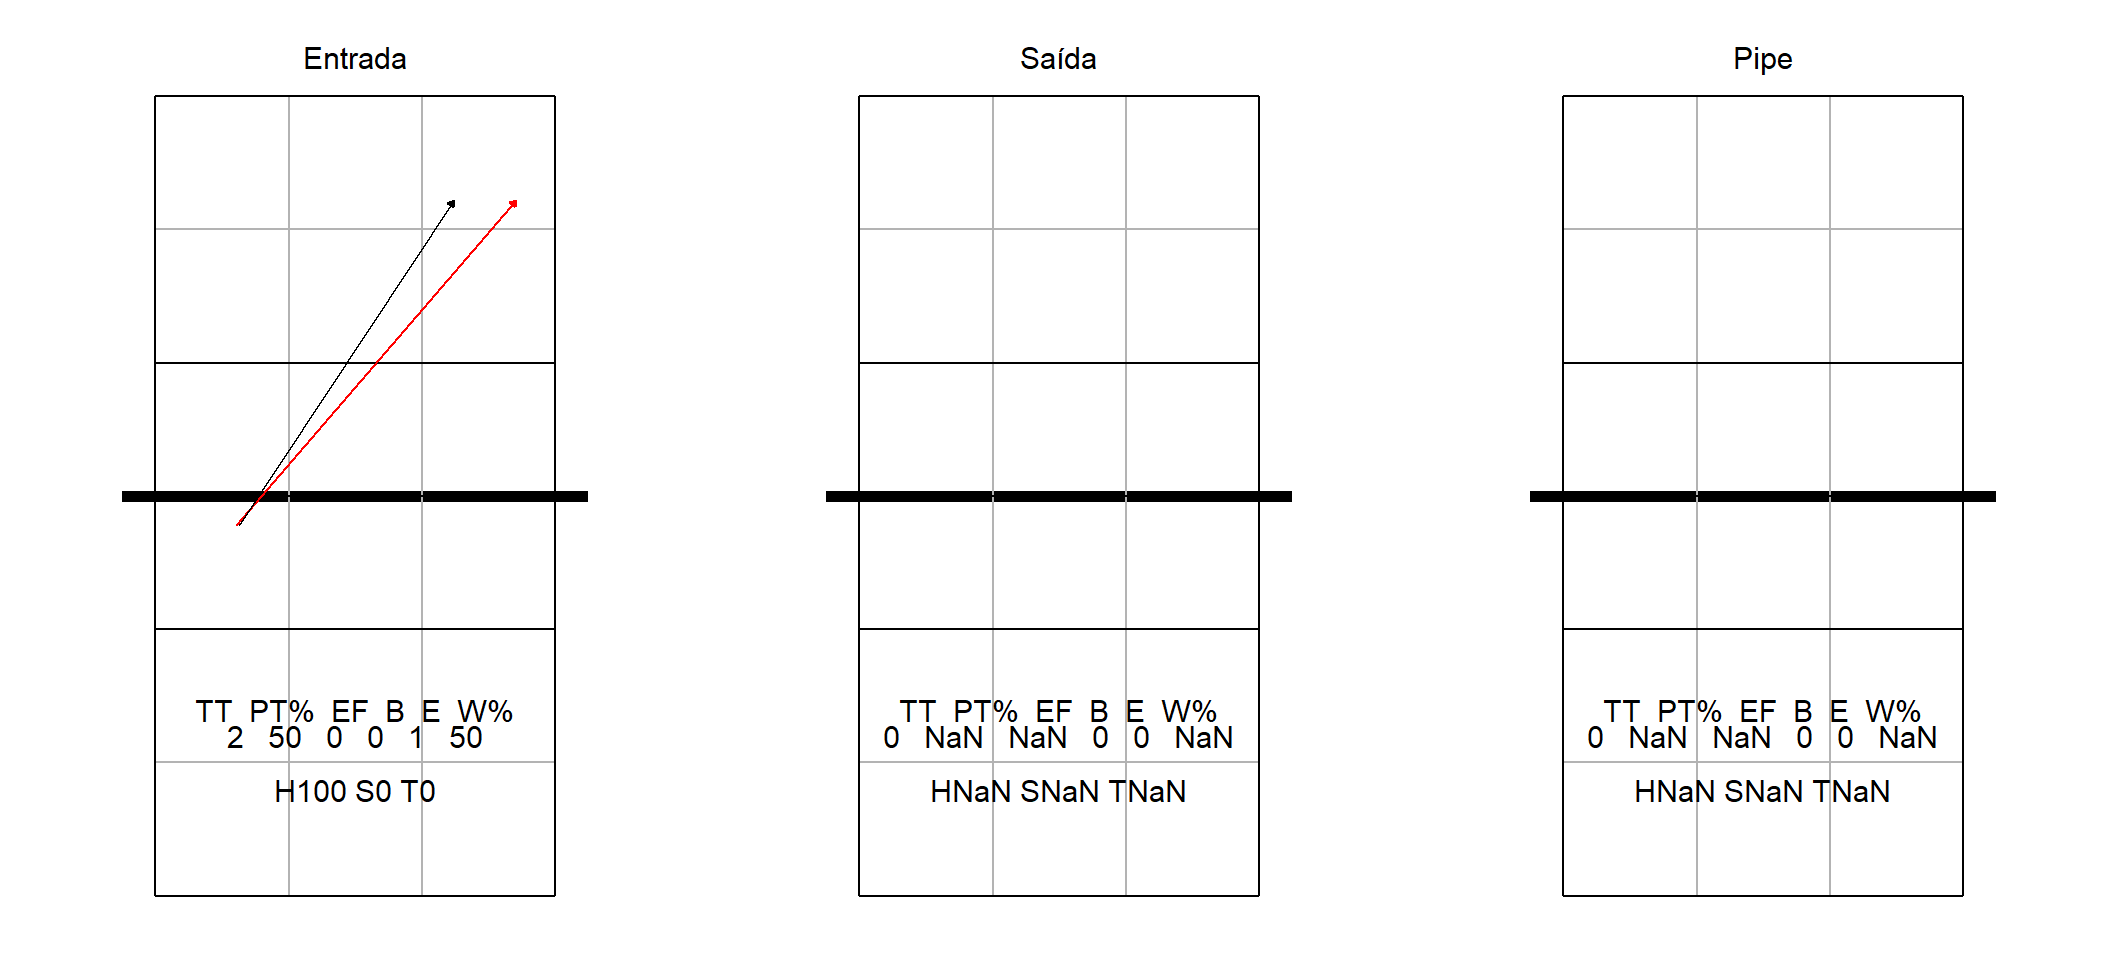 Entrada
TT PT% EF B E W%
2 50 0 0 1 50
H100 S0 T0
Saída
TT PT% EF B E W%
0 NaN NaN 0 0 NaN
HNaN SNaN TNaN
Pipe
TT PT% EF B E W%
0 NaN NaN 0 0 NaN
HNaN SNaN TNaN